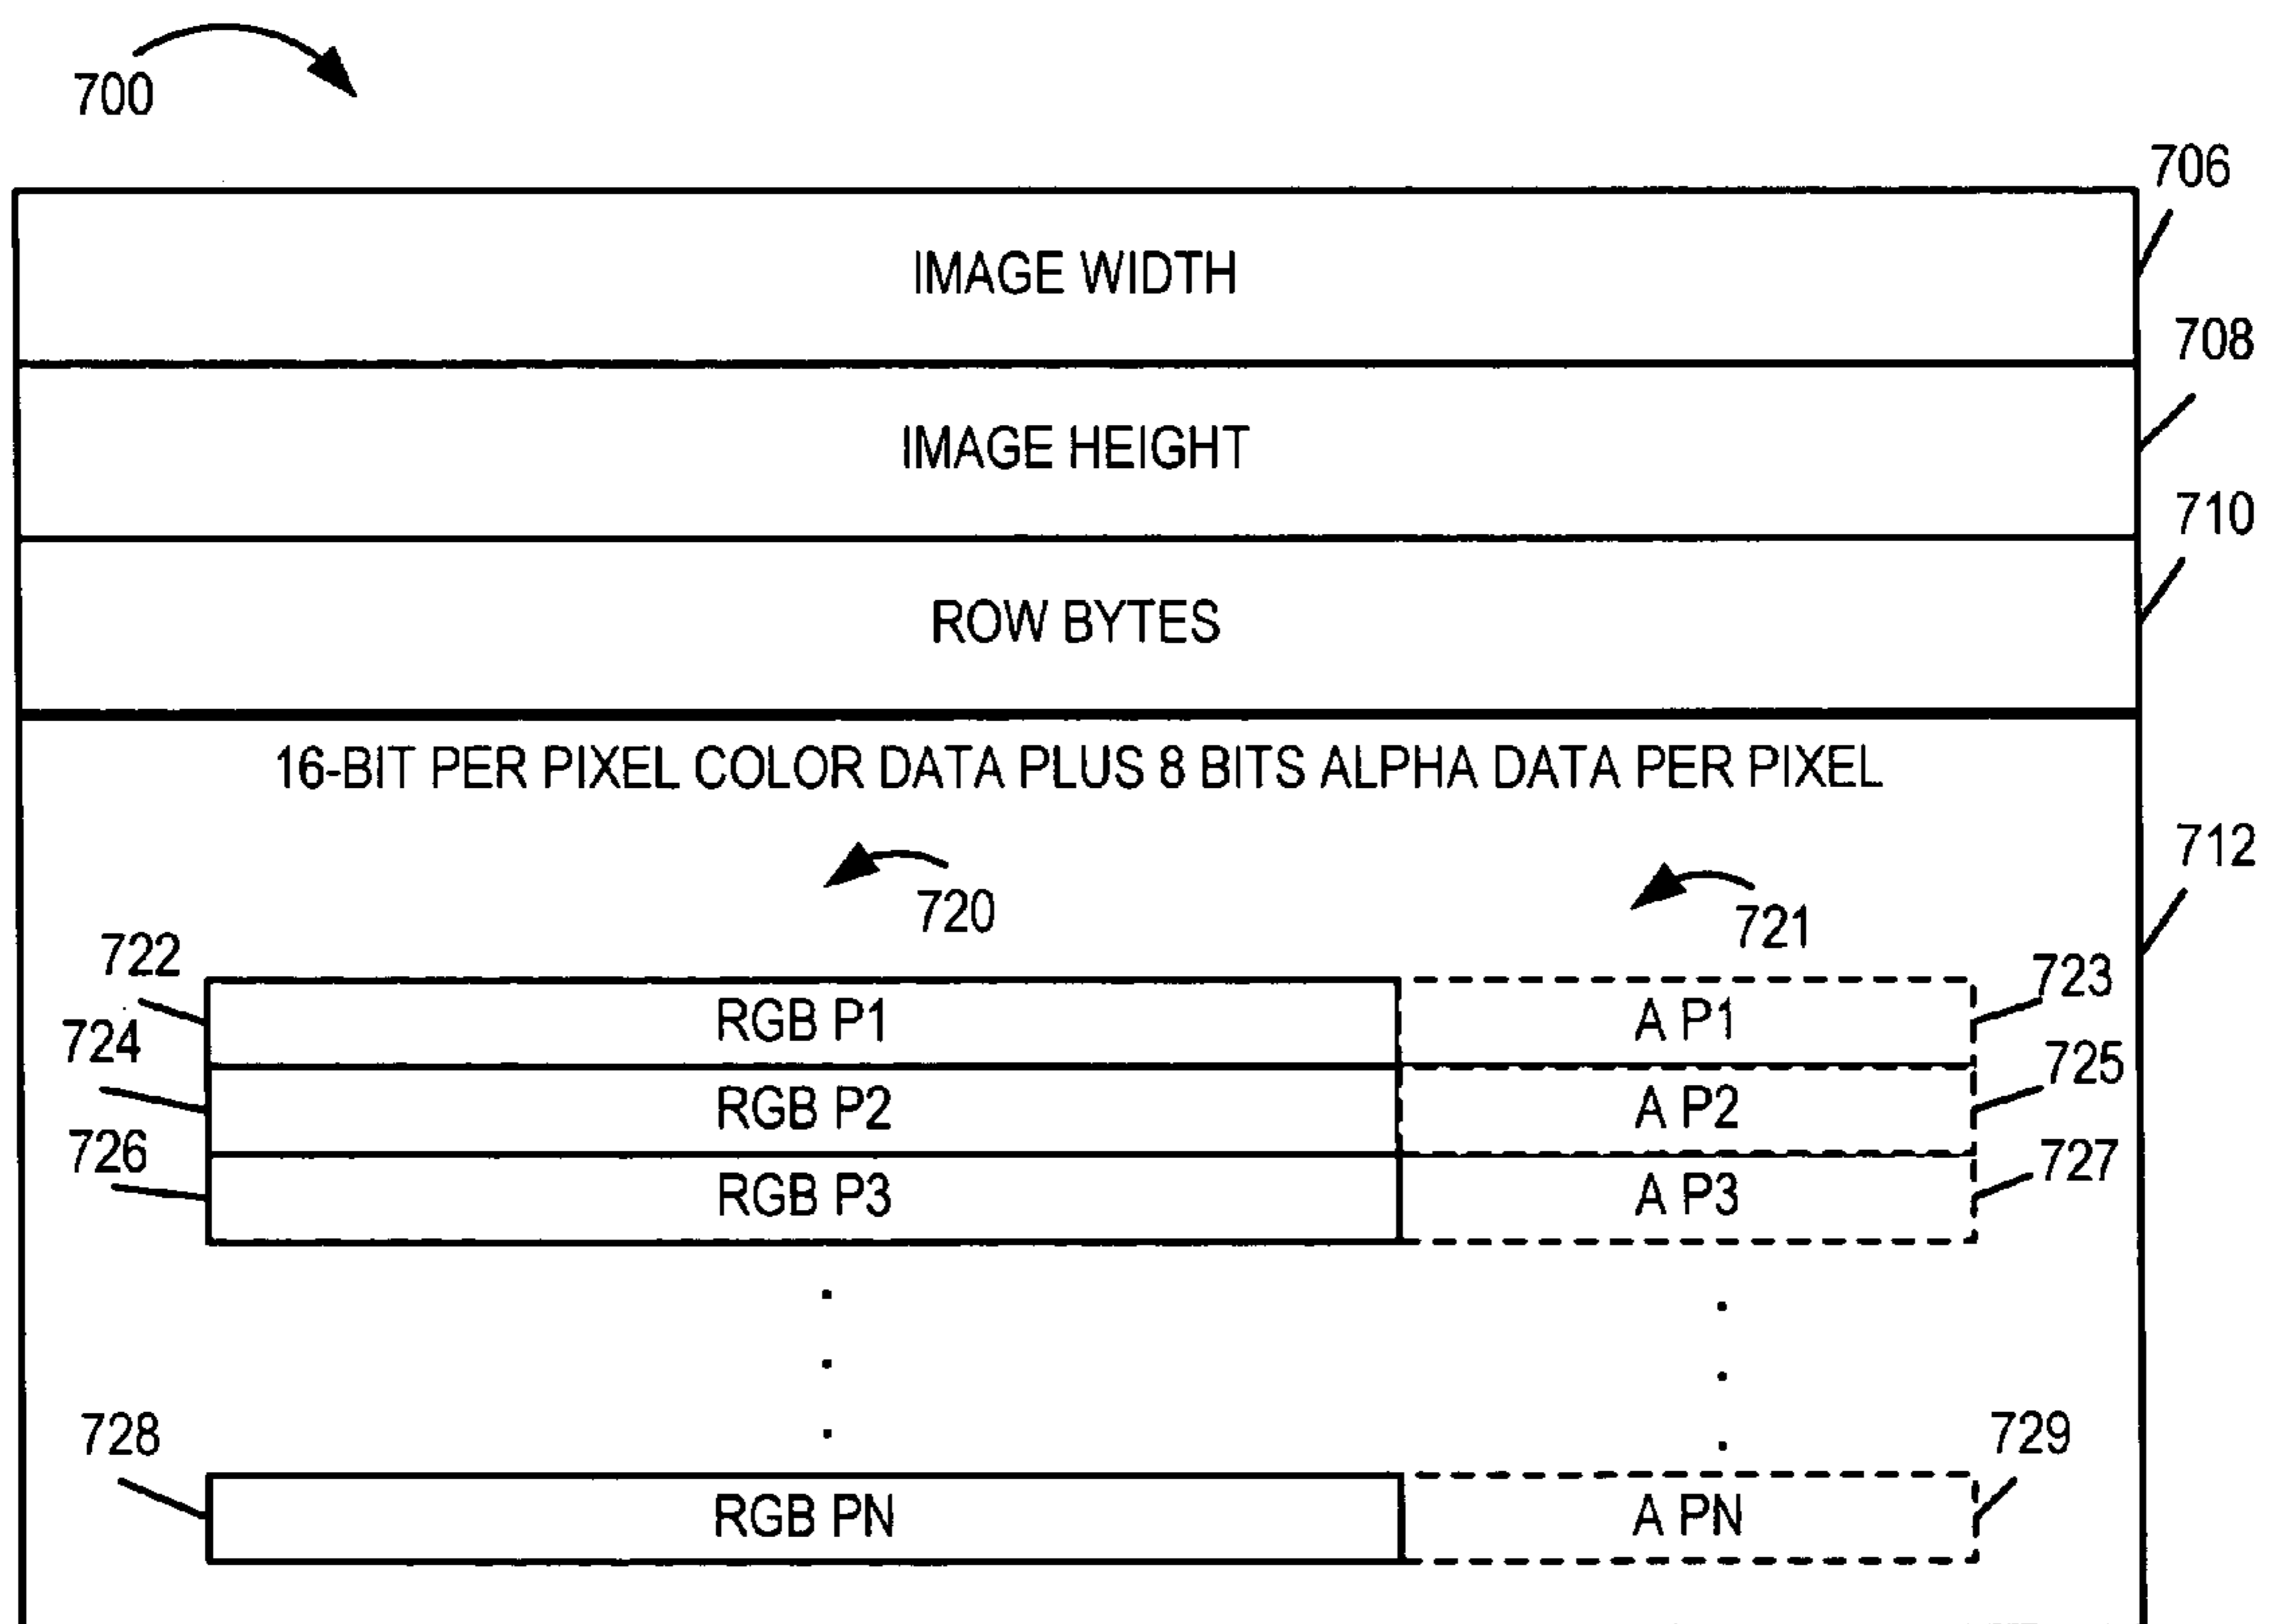 700
706
IMAGE WIDTH
708
IMAGE HEIGHT
710
ROW BYTES
16-BIT PER PIXEL COLOR DATA PLUS 8 BITS ALPHA DATA PER PIXEL
712
720
721
722
RGB P1
A P1
723
724
RGB P2
A P2
725
726
RGB P3
A P3
727
728
RGB PN
A PN
729